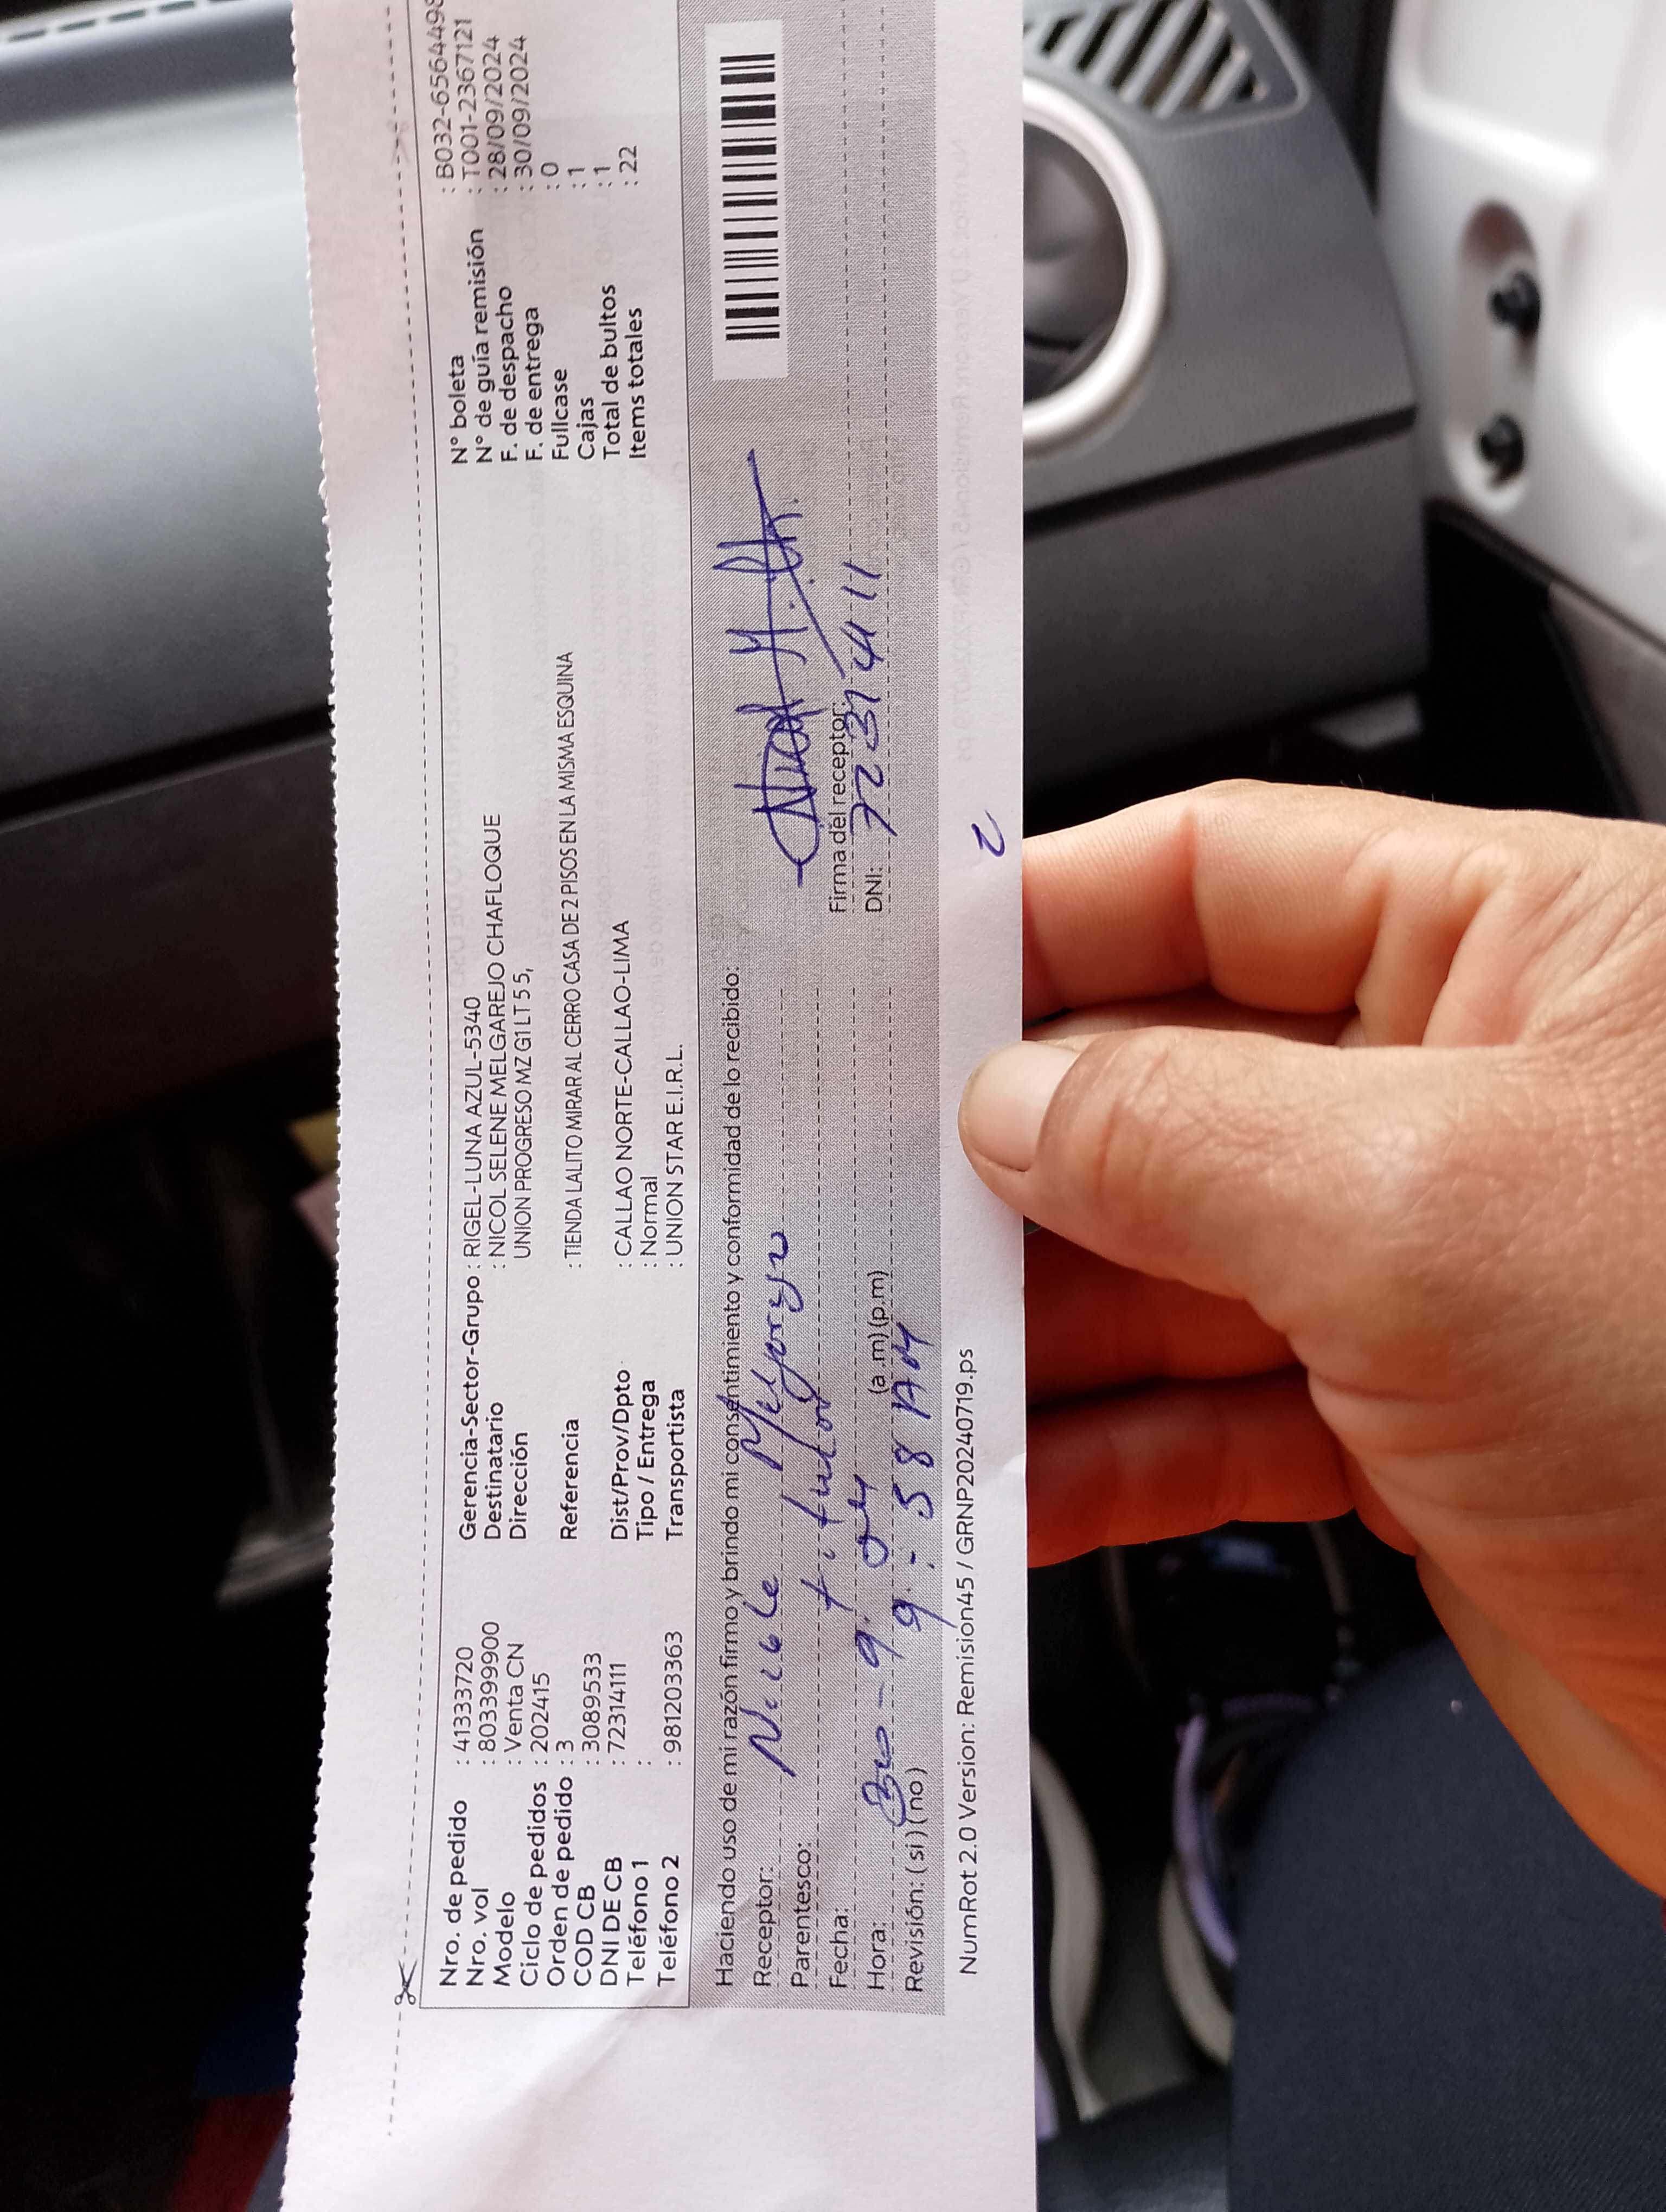 Nro. de pedido : 41333720
Nro. vol : 803399900
Modelo : Venta CN
Ciclo de pedidos : 202415
Orden de pedido : 3
COD CB : 3089533
DNI DE CB : 72314111
Teléfono 1 :
Teléfono 2 : 981203363
Gerencia-Sector-Grupo : RIGEL-LUNA AZUL-5340
Destinatario : NICOL SELENE MELGAREJO CHAFLOQUE
Dirección UNION PROGRESO MZ G1 LT 5 5,
Referencia : TIENDA LALITO MIRAR AL CERRO CASA DE 2 PISOS EN LA MISMA ESQUINA
Dist/Prov/Dpto : CALLAO NORTE-CALLAO-LIMA
Tipo / Entrega : Normal
Transportista : UNION STAR E.I.R.L.
N° boleta : B032-6564498
N° de guía remisión : T001-2367121
F. de despacho : 28/09/2024
F. de entrega : 30/09/2024
Fullcase : 0
Cajas : 1
Total de bultos : 1
Items totales : 22
Haciendo uso de mi razón firmo y brindo mi consentimiento y conformidad de lo recibido:
Receptor: Nicole Melgarejo
Parentesco: titular
Fecha: 30-9.
Hora: 9:58 AM (a.m) (p.m)
Revisión: ( si ) ( no )
Firma del receptor:
DNI:
2
NumRot 2.0 Version: Remision45 / GRNP20240719.ps